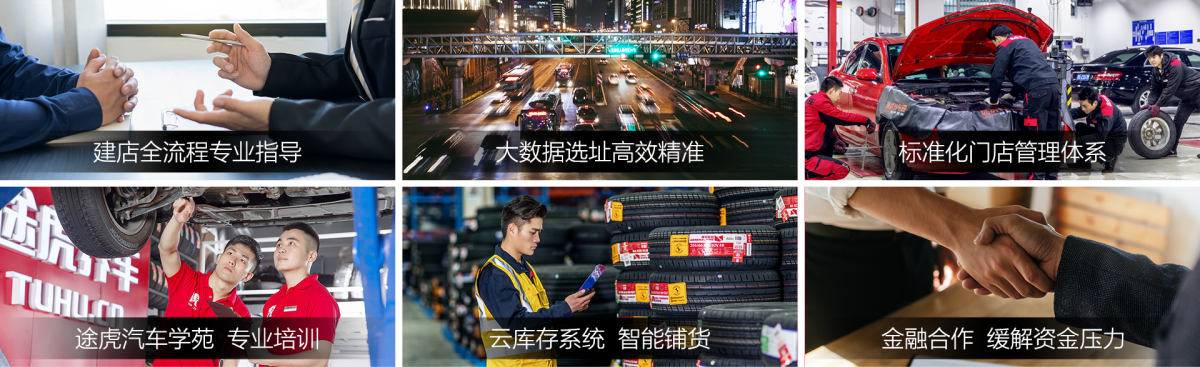 建店全流程专业指导
大数据选址高效精准
标准化门店管理体系
途虎养车
TUHU.CN
途虎汽车学苑 专业培训
云库存系统 智能铺货
金融合作 缓解资金压力